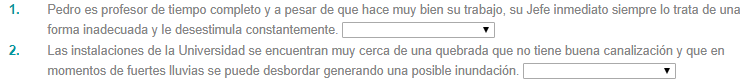 1. Pedro es profesor de tiempo completo y a pesar de que hace muy bien su trabajo, su Jefe inmediato siempre lo trata de una
forma inadecuada y le desestimula constantemente.
2. Las instalaciones de la Universidad se encuentran muy cerca de una quebrada que no tiene buena canalización y que en
momentos de fuertes lluvias se puede desbordar generando una posible inundación.